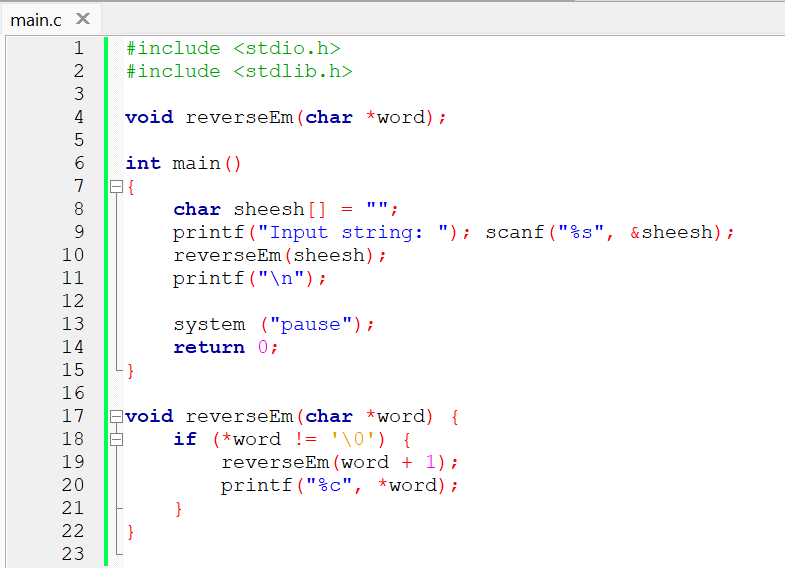 main.c
1 #include <stdio.h>
2 #include <stdlib.h>
3
4 void reverseEm(char *word);
5
6 int main()
7 {
8     char sheesh[] = "";
9     printf("Input string: "); scanf("%s", &sheesh);
10     reverseEm(sheesh);
11     printf("\n");
12
13     system ("pause");
14     return 0;
15 }
16
17 void reverseEm(char *word) {
18     if (*word != '\0') {
19         reverseEm(word + 1);
20         printf("%c", *word);
21     }
22 }
23